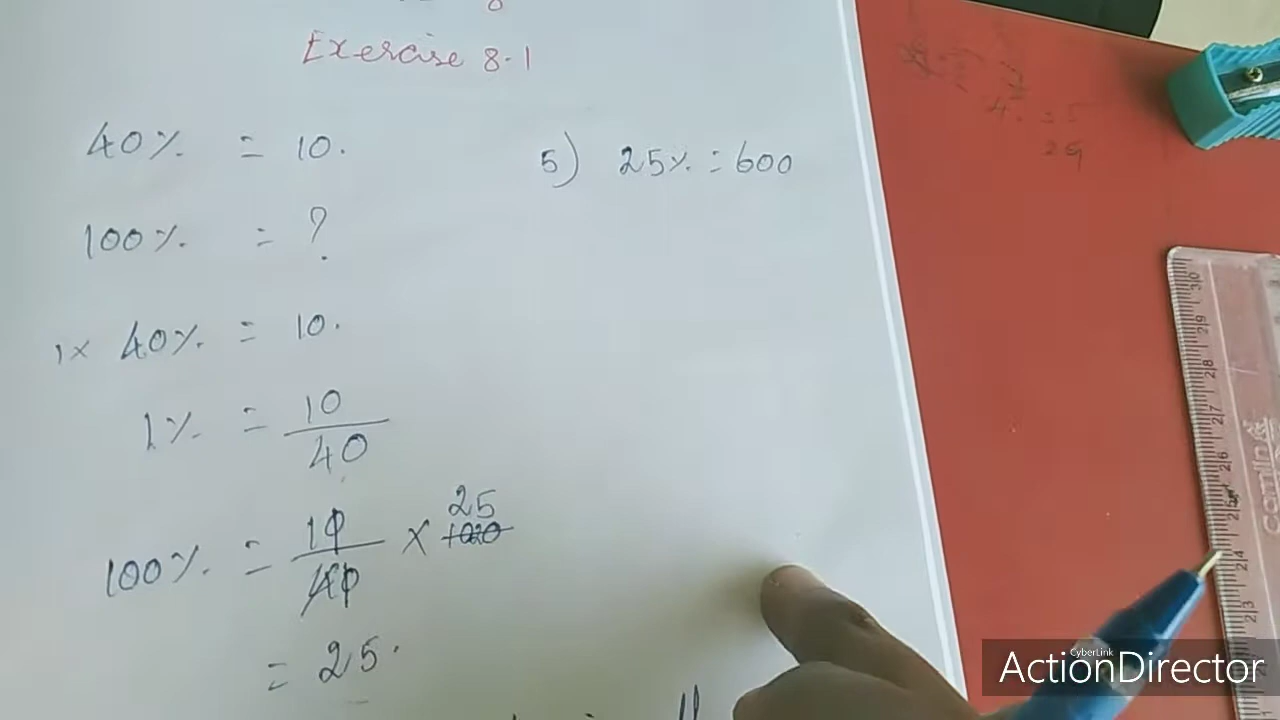 Exercise 8.1
40% = 10.
100% = ?
1× 40% = 10.
1% = 10/40
100% = 10/40 × 25 100
= 25.
5) 25% = 600
camlin
CyberLink
ActionDirector